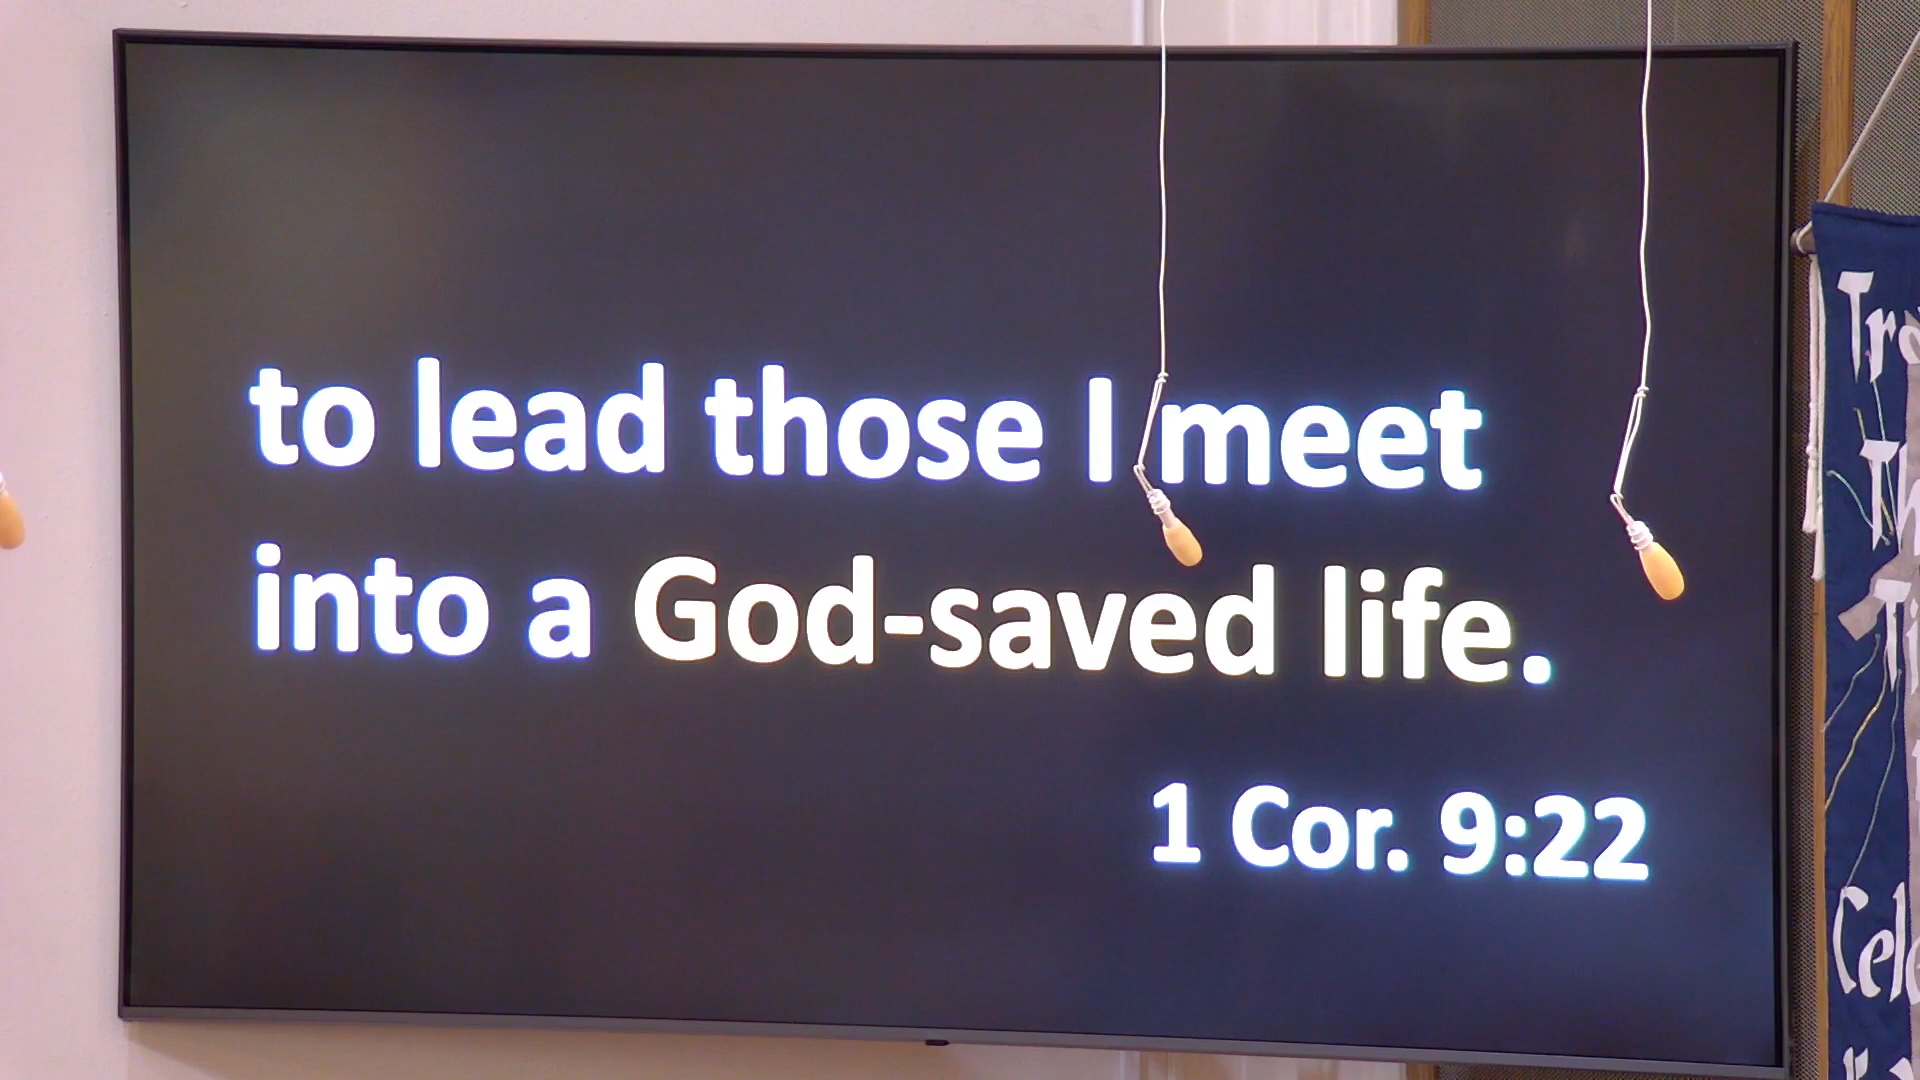 to lead those I meet
into a God-saved life.
1 Cor. 9:22